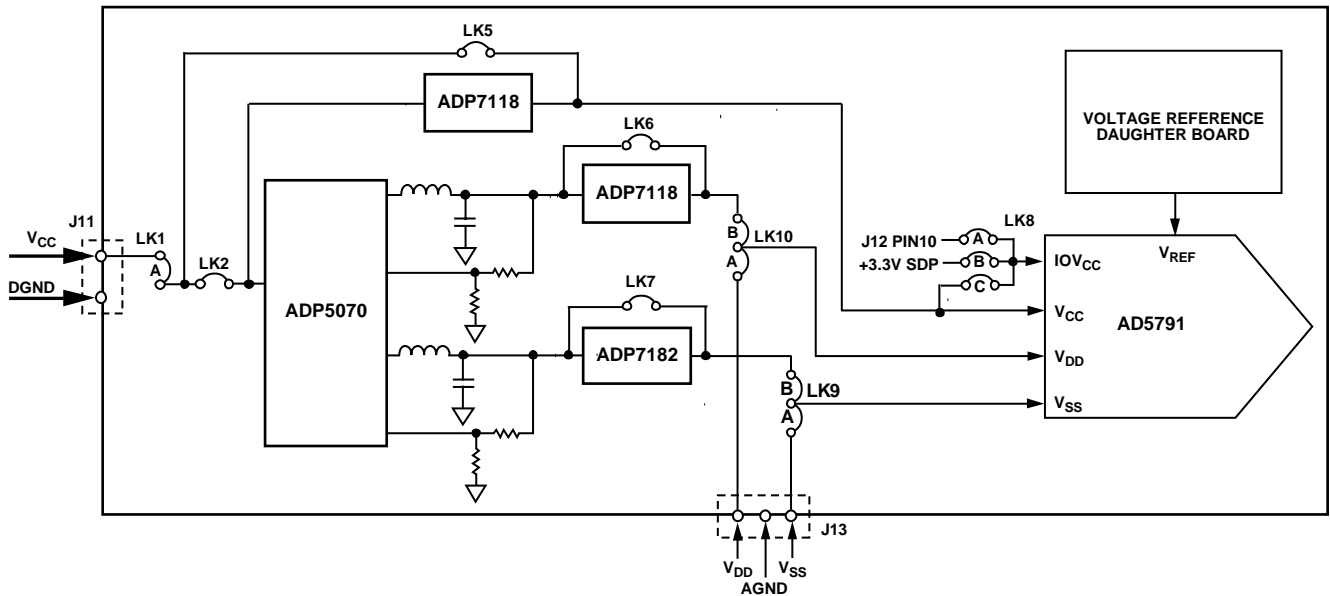 LK5
ADP7118
VOLTAGE REFERENCE
DAUGHTER BOARD
LK6
ADP7118
J11
VCC
LK1
A
LK2
DGND
ADP5070
B
LK10
A
LK8
J12 PIN10
A
+3.3V SDP
B
C
VREF
IOVCC
VCC
AD5791
VDD
VSS
LK7
ADP7182
B
LK9
A
J13
VDD
VSS
AGND